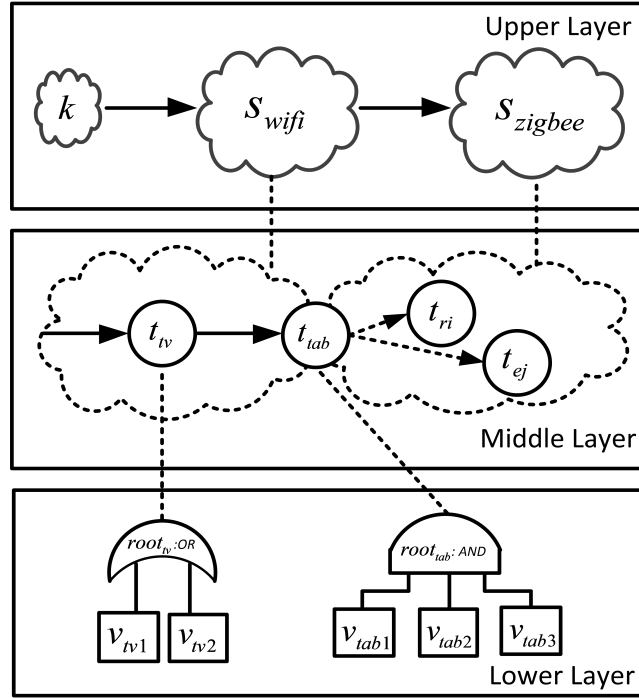 Upper Layer
k
s_wifi
s_zigbee
t_tv
t_tab
t_ri
t_ej
Middle Layer
root_tv:OR
root_tab: AND
v_tv1
v_tv2
v_tab1
v_tab2
v_tab3
Lower Layer